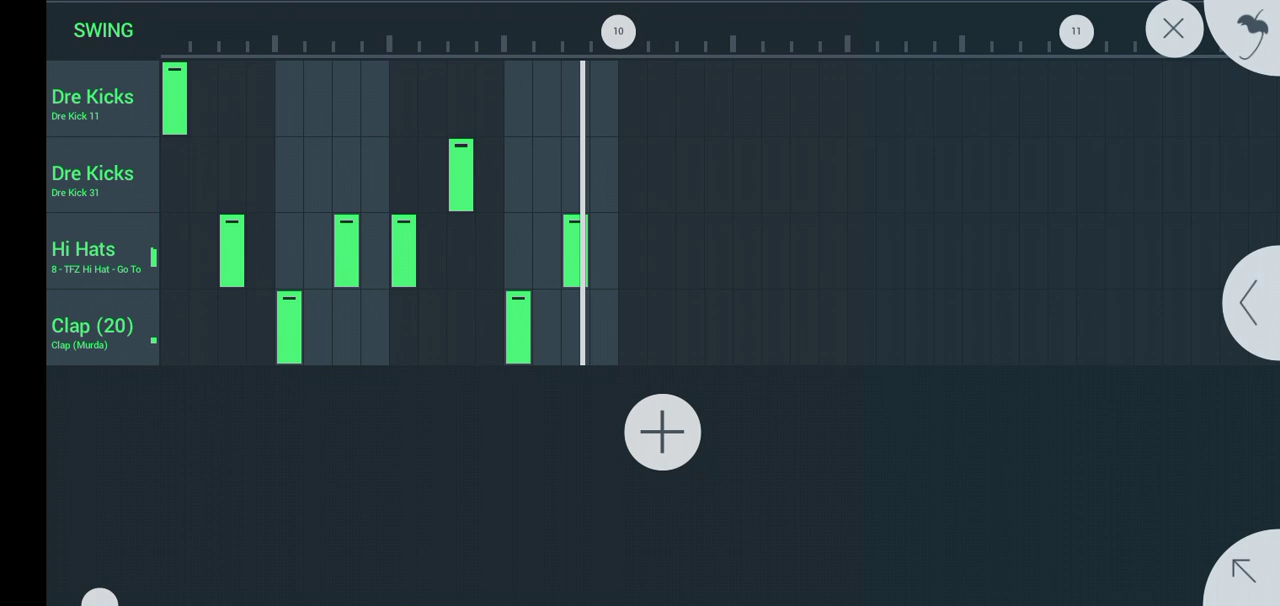 SWING
10
11
Dre Kicks
Dre Kick 11
Dre Kicks
Dre Kick 31
Hi Hats
8 - TFZ Hi Hat - Go To
Clap (20)
Clap (Murda)